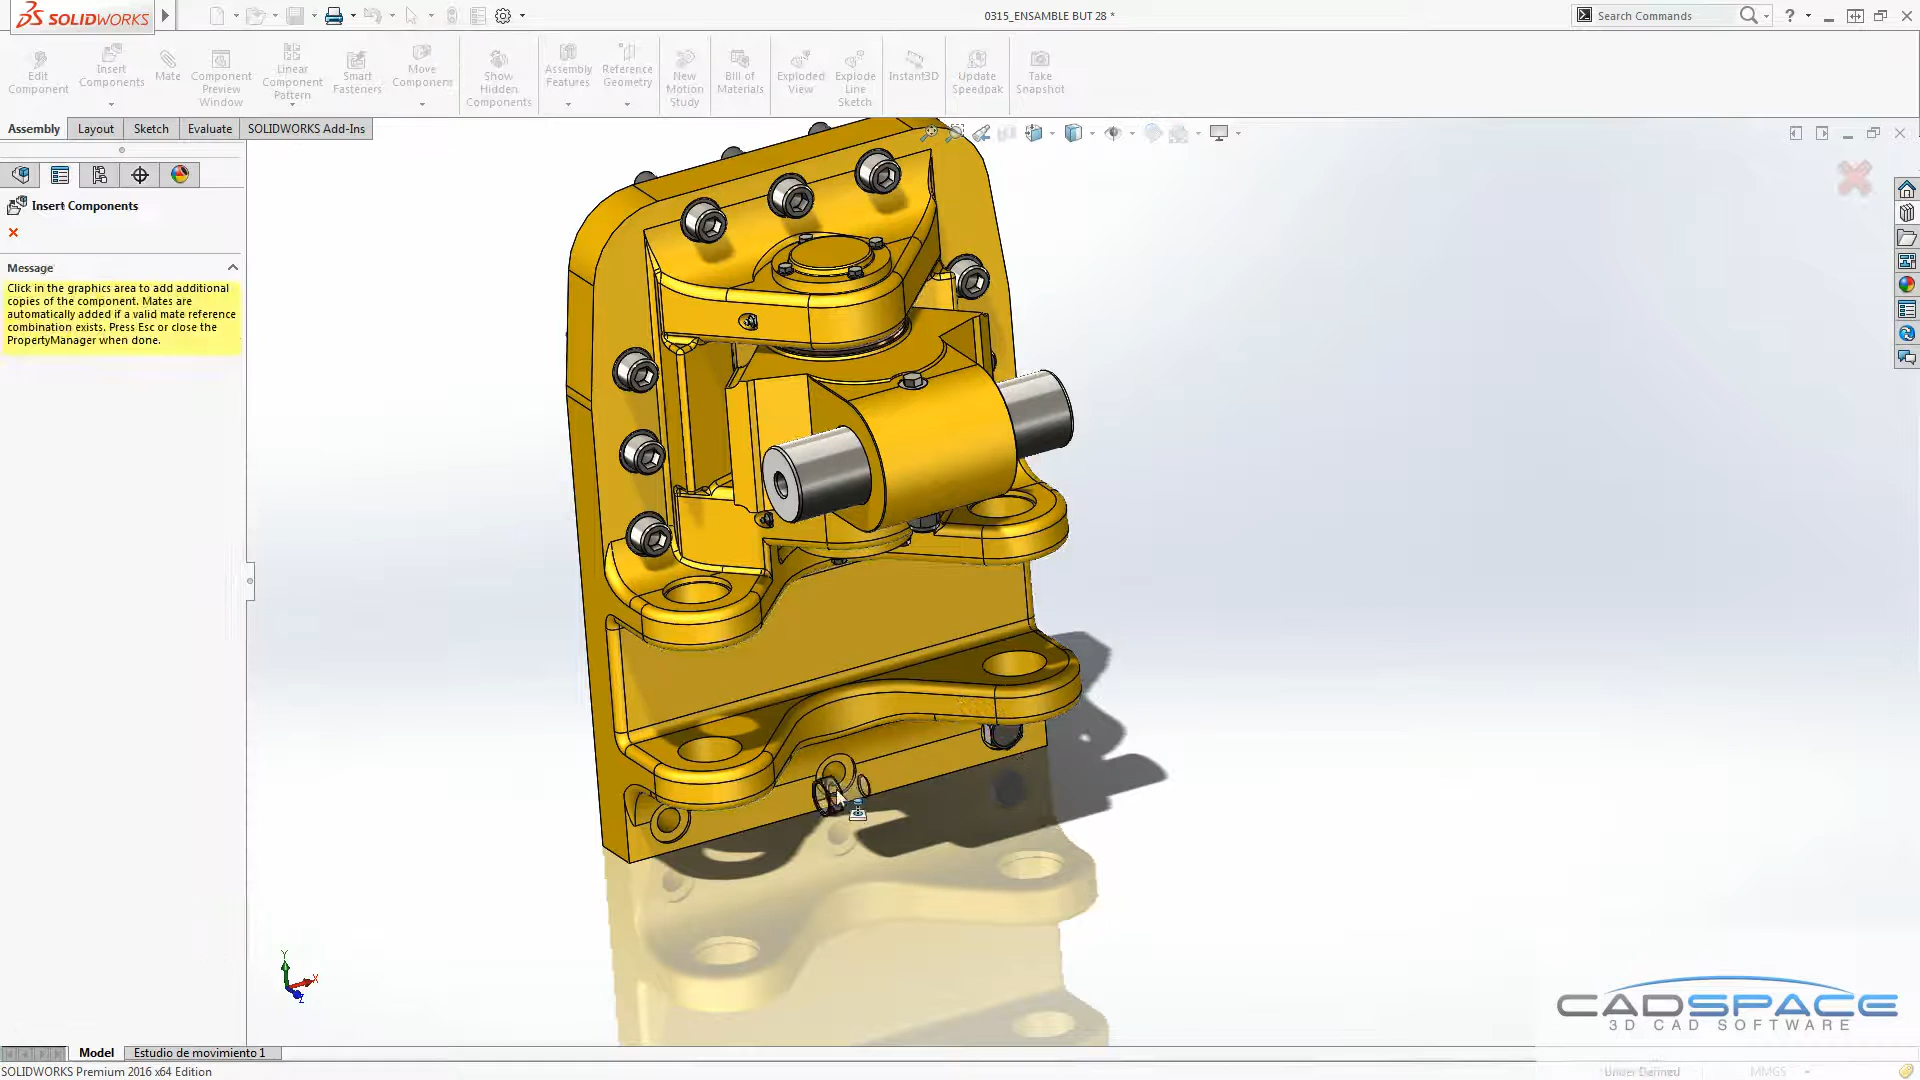 SOLIDWORKS
0315_ENSAMBLE BUT 28 *
Search Commands
Edit Component
Insert Components
Mate
Component Preview Window
Linear Component Pattern
Smart Fasteners
Move Component
Show Hidden Components
Assembly Features
Reference Geometry
New Motion Study
Bill of Materials
Exploded View
Explode Line Sketch
Instant3D
Update Speedpak
Take Snapshot
Assembly
Layout
Sketch
Evaluate
SOLIDWORKS Add-Ins
Insert Components
Message
Click in the graphics area to add additional
copies of the component. Mates are
automatically added if a valid mate reference
combination exists. Press Esc or close the
PropertyManager when done.
Y
X
Z
CADSPACE
3D CAD SOFTWARE
Model
Estudio de movimiento 1
SOLIDWORKS Premium 2016 x64 Edition
Under Defined
MMGS